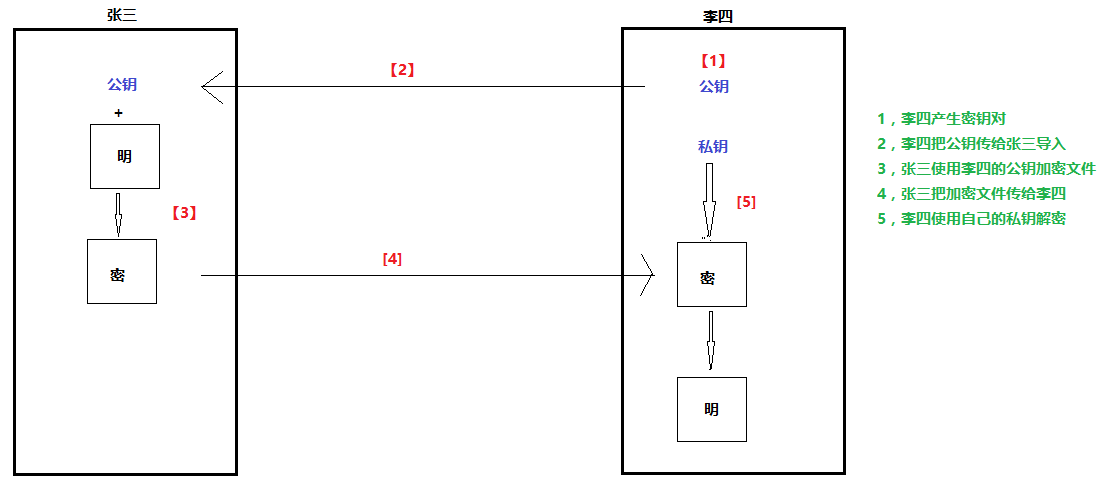 张三
李四
公钥
+
明
【3】
密
【2】
[4]
【1】
公钥
私钥
[5]
密
明
1，李四产生密钥对
2，李四把公钥传给张三导入
3，张三使用李四的公钥加密文件
4，张三把加密文件传给李四
5，李四使用自己的私钥解密